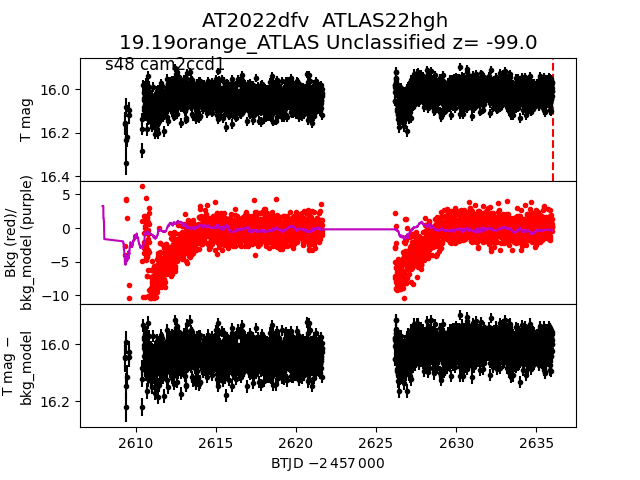 AT2022dfv  ATLAS22hgh
19.19orange_ATLAS Unclassified z= -99.0
s48 cam2ccd1
T mag
16.0
16.2
16.4
Bkg (red)/
bkg_model (purple)
5
0
−5
−10
T mag −
bkg_model
16.0
16.2
2610 2615 2620 2625 2630 2635
BTJD −2 457 000